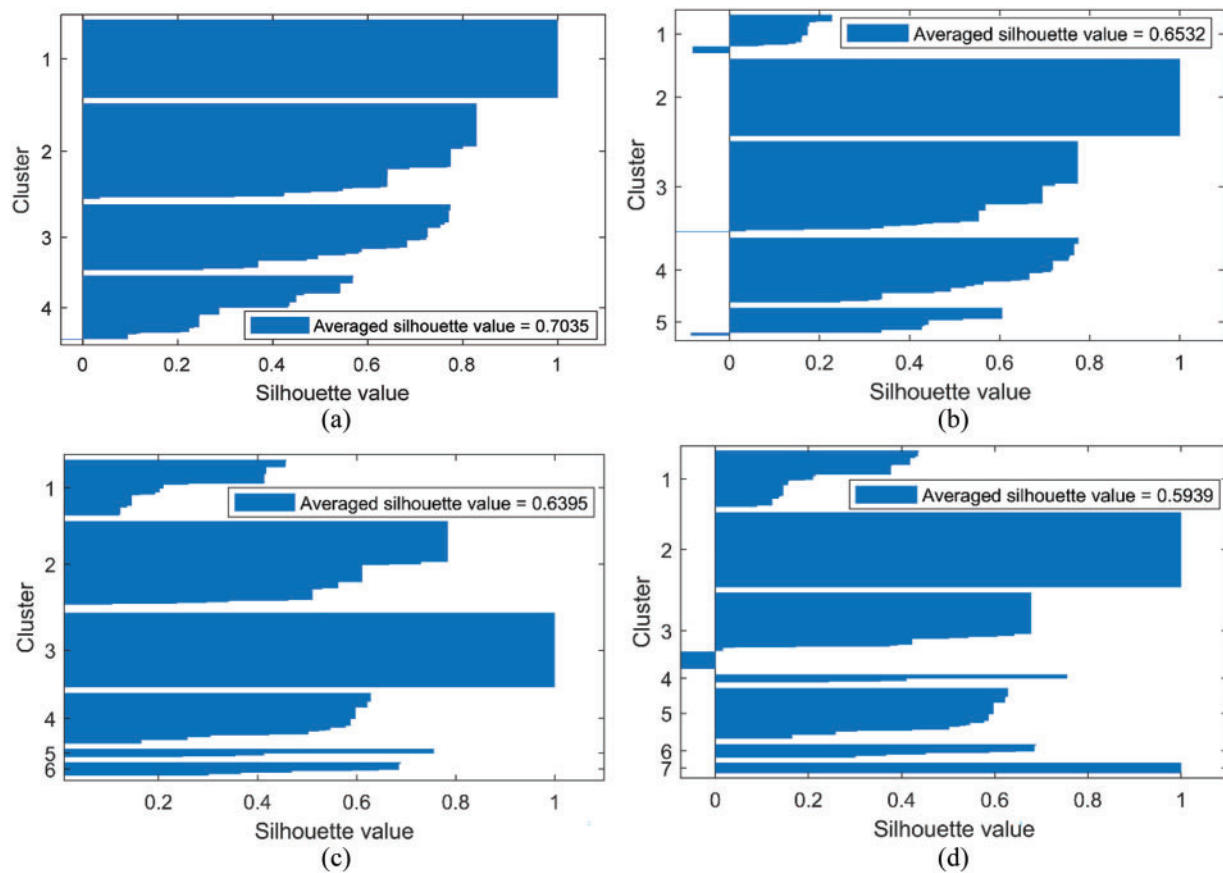 Cluster
1
2
3
4
Averaged silhouette value = 0.7035
0 0.2 0.4 0.6 0.8 1
Silhouette value
(a)
Cluster
1
2
3
4
5
Averaged silhouette value = 0.6532
0 0.2 0.4 0.6 0.8 1
Silhouette value
(b)
Cluster
1
2
3
4
5
6
Averaged silhouette value = 0.6395
0.2 0.4 0.6 0.8 1
Silhouette value
(c)
Cluster
1
2
3
4
5
6
7
Averaged silhouette value = 0.5939
0 0.2 0.4 0.6 0.8 1
Silhouette value
(d)